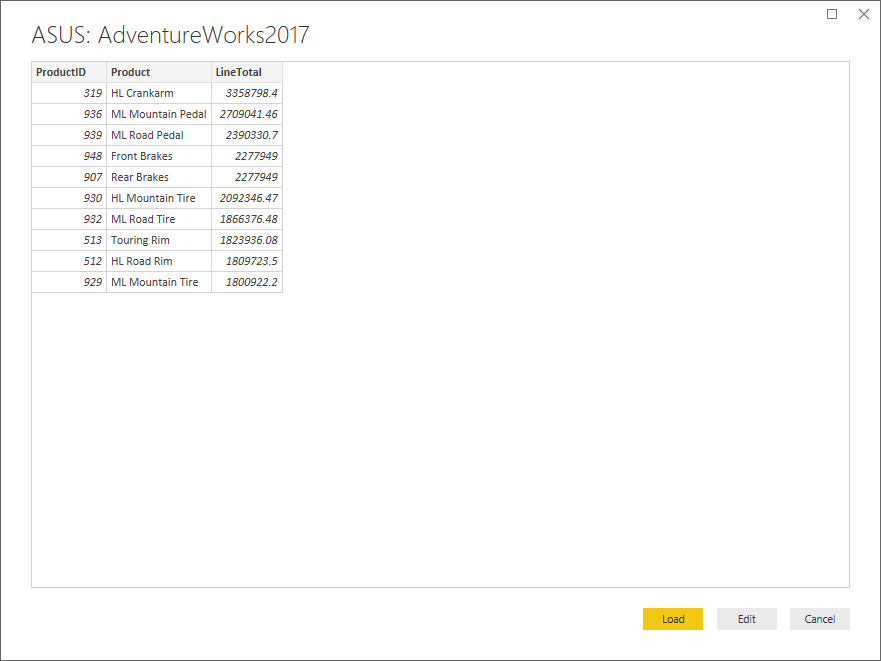 ASUS: AdventureWorks2017
ProductID Product LineTotal
319 HL Crankarm 3358798.4
936 ML Mountain Pedal 2709041.46
939 ML Road Pedal 2390330.7
948 Front Brakes 2277949
907 Rear Brakes 2277949
930 HL Mountain Tire 2092346.47
932 ML Road Tire 1866376.48
513 Touring Rim 1823936.08
512 HL Road Rim 1809723.5
929 ML Mountain Tire 1800922.2
Load Edit Cancel